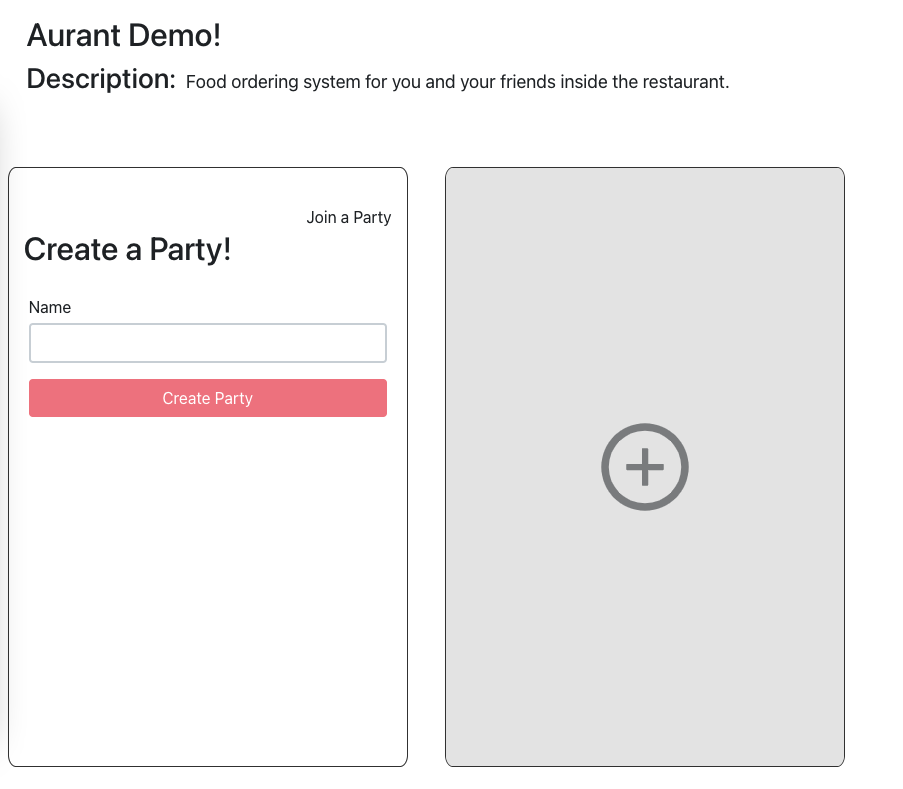 Aurant Demo!
Description: Food ordering system for you and your friends inside the restaurant.
Join a Party
Create a Party!
Name
Create Party